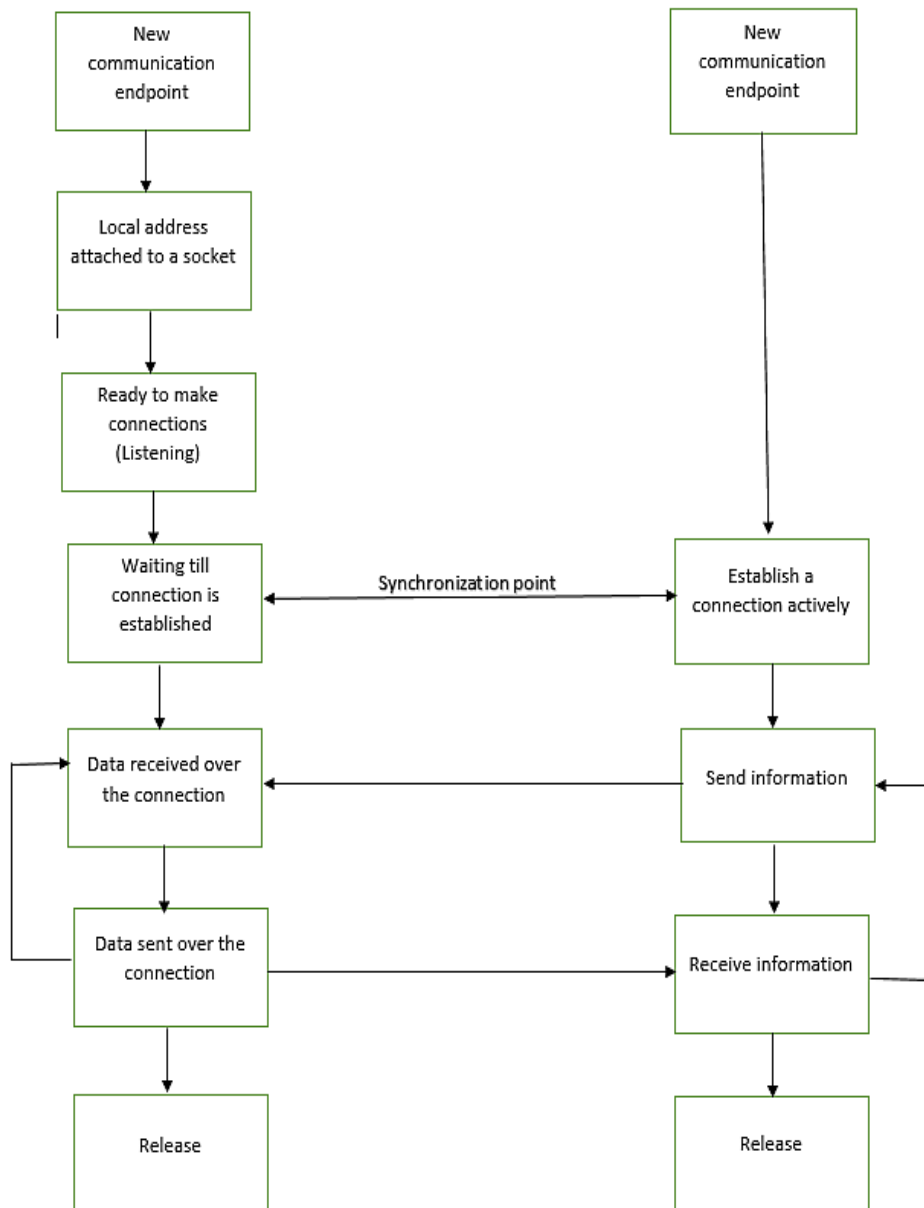 New
communication
endpoint
New
communication
endpoint
Local address
attached to a socket
Ready to make
connections
(Listening)
Waiting till
connection is
established
Synchronization point
Establish a
connection actively
Data received over
the connection
Send information
Data sent over the
connection
Receive information
Release
Release